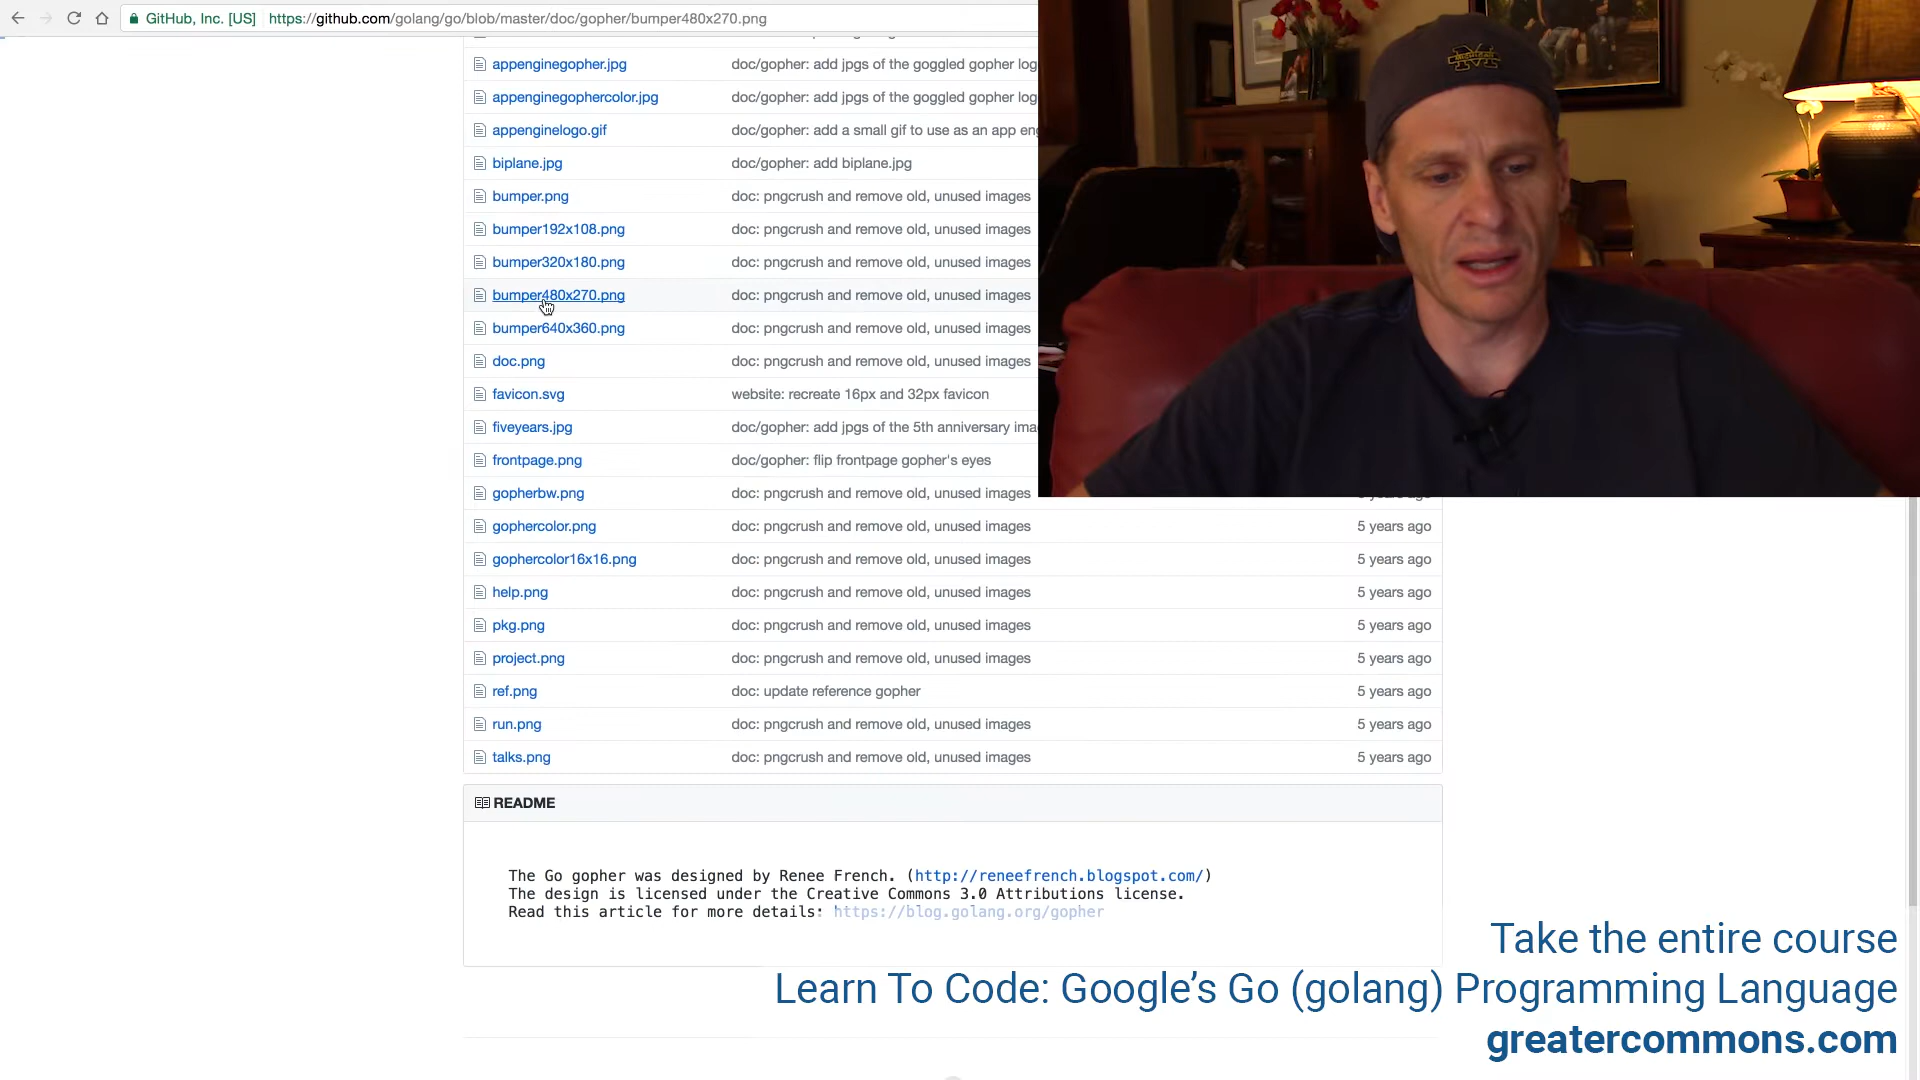 GitHub, Inc. [US] https://github.com/golang/go/blob/master/doc/gopher/bumper480x270.png
appenginegopher.jpg doc/gopher: add jpgs of the goggled gopher log
appenginegophercolor.jpg doc/gopher: add jpgs of the goggled gopher log
appenginelogo.gif doc/gopher: add a small gif to use as an app en
biplane.jpg doc/gopher: add biplane.jpg
bumper.png doc: pngcrush and remove old, unused images
bumper192x108.png doc: pngcrush and remove old, unused images
bumper320x180.png doc: pngcrush and remove old, unused images
bumper480x270.png doc: pngcrush and remove old, unused images
bumper640x360.png doc: pngcrush and remove old, unused images
doc.png doc: pngcrush and remove old, unused images
favicon.svg website: recreate 16px and 32px favicon
fiveyears.jpg doc/gopher: add jpgs of the 5th anniversary ima
frontpage.png doc/gopher: flip frontpage gopher's eyes
gopherbw.png doc: pngcrush and remove old, unused images
gophercolor.png doc: pngcrush and remove old, unused images 5 years ago
gophercolor16x16.png doc: pngcrush and remove old, unused images 5 years ago
help.png doc: pngcrush and remove old, unused images 5 years ago
pkg.png doc: pngcrush and remove old, unused images 5 years ago
project.png doc: pngcrush and remove old, unused images 5 years ago
ref.png doc: update reference gopher 5 years ago
run.png doc: pngcrush and remove old, unused images 5 years ago
talks.png doc: pngcrush and remove old, unused images 5 years ago
README
The Go gopher was designed by Renee French. (http://reneefrench.blogspot.com/)
The design is licensed under the Creative Commons 3.0 Attributions license.
Read this article for more details: https://blog.golang.org/gopher
Take the entire course
Learn To Code: Google's Go (golang) Programming Language
greatercommons.com